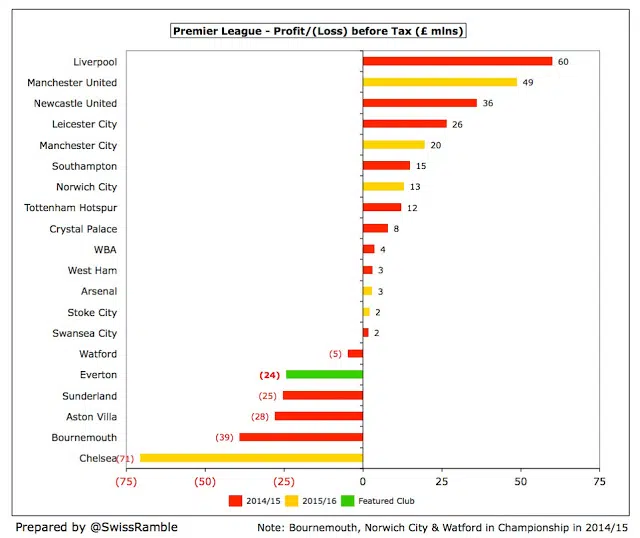 Premier League - Profit/(Loss) before Tax (£ mlns)
Liverpool 60
Manchester United 49
Newcastle United 36
Leicester City 26
Manchester City 20
Southampton 15
Norwich City 13
Tottenham Hotspur 12
Crystal Palace 8
WBA 4
West Ham 3
Arsenal 3
Stoke City 2
Swansea City 2
Watford (5)
Everton (24)
Sunderland (25)
Aston Villa (28)
Bournemouth (39)
Chelsea (71)
(75) (50) (25) 0 25 50 75
2014/15 2015/16 Featured Club
Prepared by @SwissRamble Note: Bournemouth, Norwich City & Watford in Championship in 2014/15